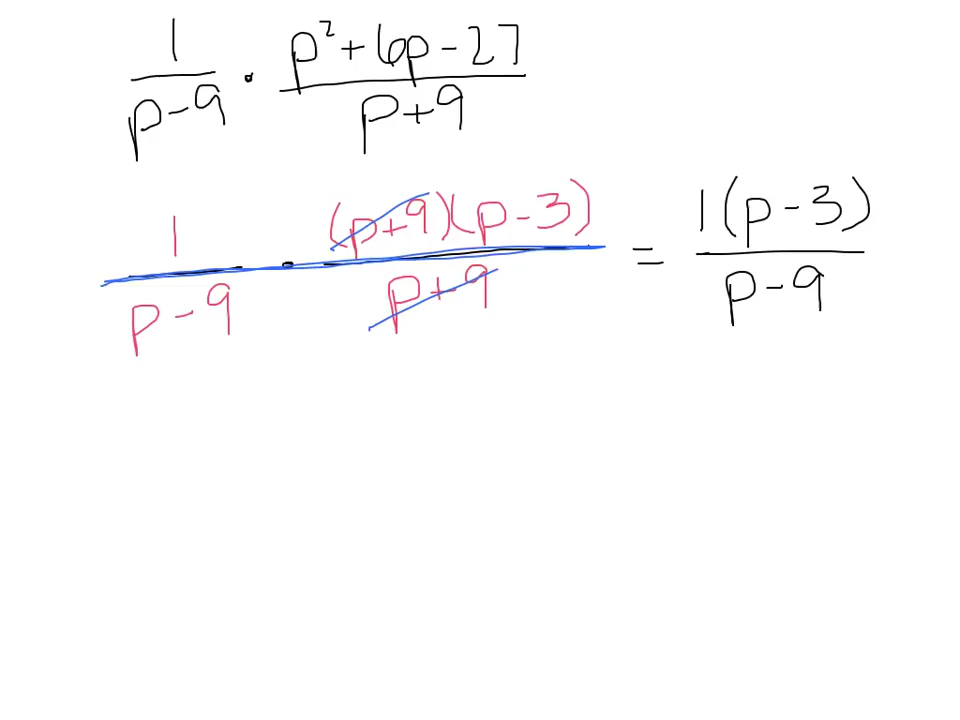 1/(p-9) · (p²+6p-27)/(p+9)
1/(p-9) · (p+9)(p-3)/(p+9) = 1(p-3)/(p-9)